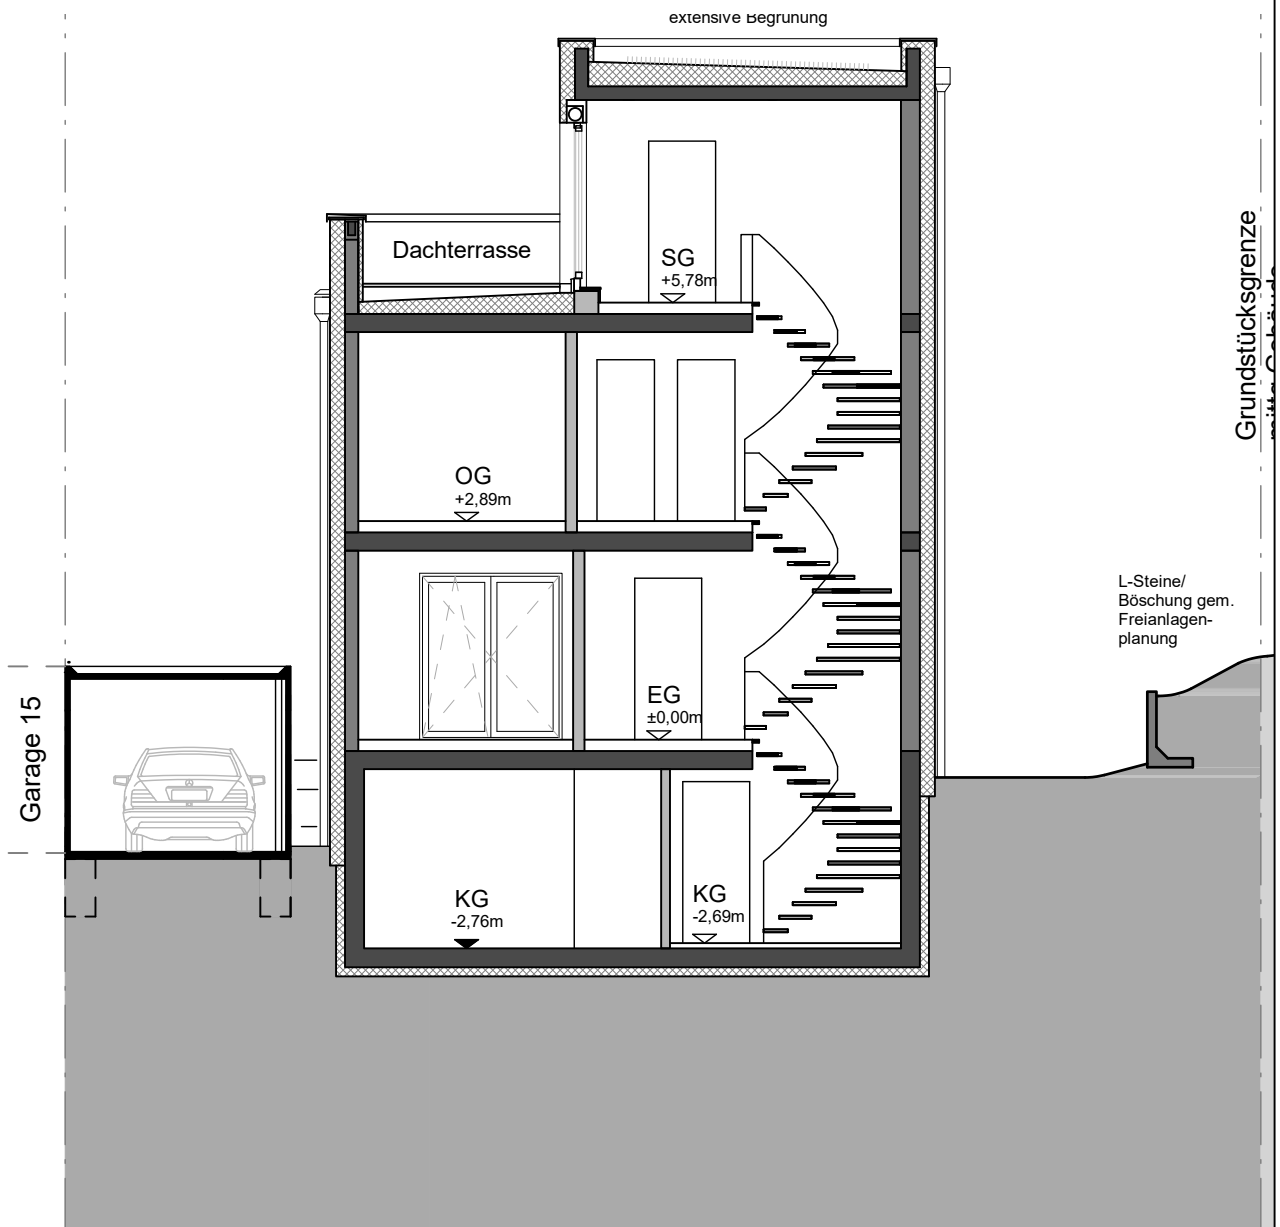 extensive Begrünung
Dachterrasse
SG
+5,78m
Grundstücksgrenze
OG
+2,89m
L-Steine/
Böschung gem.
Freianlagen-
planung
EG
±0,00m
Garage 15
KG
-2,76m
KG
-2,69m